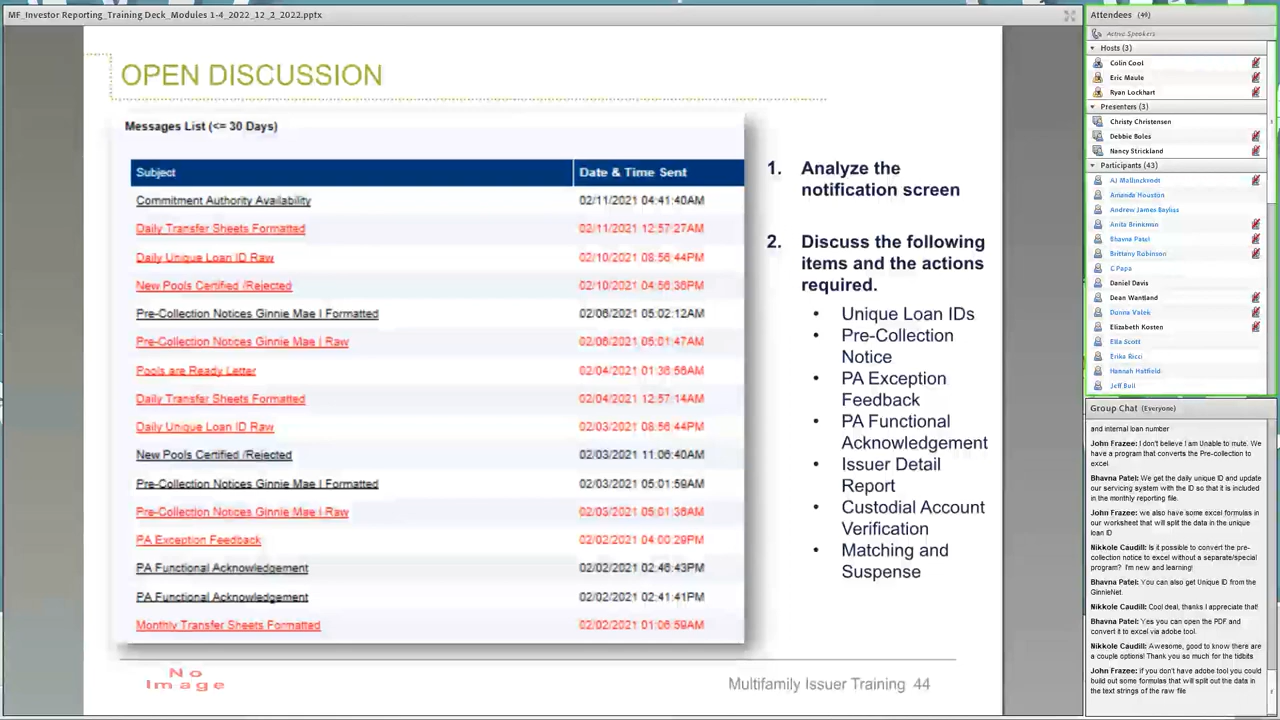 MF_Investor Reporting_Training Deck_Modules 1-4_2022_12_2_2022.pptx
OPEN DISCUSSION
Messages List (<= 30 Days)
Subject Date & Time Sent
Commitment Authority Availability 02/11/2021 04:41:40AM
Daily Transfer Sheets Formatted 02/11/2021 12:57:27AM
Daily Unique Loan ID Raw 02/10/2021 08:56:44PM
New Pools Certified /Rejected 02/10/2021 04:56:36PM
Pre-Collection Notices Ginnie Mae I Formatted 02/06/2021 05:02:12AM
Pre-Collection Notices Ginnie Mae I Raw 02/06/2021 05:01:47AM
Pools are Ready Letter 02/04/2021 01:36:56AM
Daily Transfer Sheets Formatted 02/04/2021 12:57:14AM
Daily Unique Loan ID Raw 02/03/2021 08:56:44PM
New Pools Certified /Rejected 02/03/2021 11:06:40AM
Pre-Collection Notices Ginnie Mae I Formatted 02/03/2021 05:01:59AM
Pre-Collection Notices Ginnie Mae I Raw 02/03/2021 05:01:36AM
PA Exception Feedback 02/02/2021 04:00:29PM
PA Functional Acknowledgement 02/02/2021 02:46:43PM
PA Functional Acknowledgement 02/02/2021 02:41:41PM
Monthly Transfer Sheets Formatted 02/02/2021 01:06:59AM
1. Analyze the
notification screen
2. Discuss the following
items and the actions
required.
• Unique Loan IDs
• Pre-Collection
Notice
• PA Exception
Feedback
• PA Functional
Acknowledgement
• Issuer Detail
Report
• Custodial Account
Verification
• Matching and
Suspense
No
Image
Multifamily Issuer Training 44
Attendees (49)
Active Speakers
Hosts (3)
Colin Cool
Eric Maule
Ryan Lockhart
Presenters (3)
Christy Christensen
Debbie Boles
Nancy Strickland
Participants (43)
AJ Mallinckrodt
Amanda Houston
Andrew James Bayliss
Anita Brinkman
Bhavna Patel
Brittany Robinson
C Papa
Daniel Davis
Dean Wantland
Donna Valek
Elizabeth Kosten
Ella Scott
Erika Ricci
Hannah Hatfield
Jeff Bull
Group Chat (Everyone)
and internal loan number
John Frazee: I don't believe I am Unable to mute. We
have a program that converts the Pre-collection to
excel
Bhavna Patel: We get the daily unique ID and update
our servicing system with the ID so that it is included
in the monthly reporting file.
John Frazee: we also have some excel formulas in
our worksheet that will split the data in the unique
loan ID
Nikkole Caudill: Is it possible to convert the pre-
collection notice to excel without a separate/special
program? I'm new and learning!
Bhavna Patel: You can also get Unique ID from the
GinnieNet.
Nikkole Caudill: Cool deal, thanks I appreciate that!
Bhavna Patel: Yes you can open the PDF and
convert it to excel via adobe tool.
Nikkole Caudill: Awesome, good to know there are
a couple options! Thank you so much for the tidbits
John Frazee: if you don't have adobe tool you could
build out some formulas that will split out the data in
the text strings of the raw file